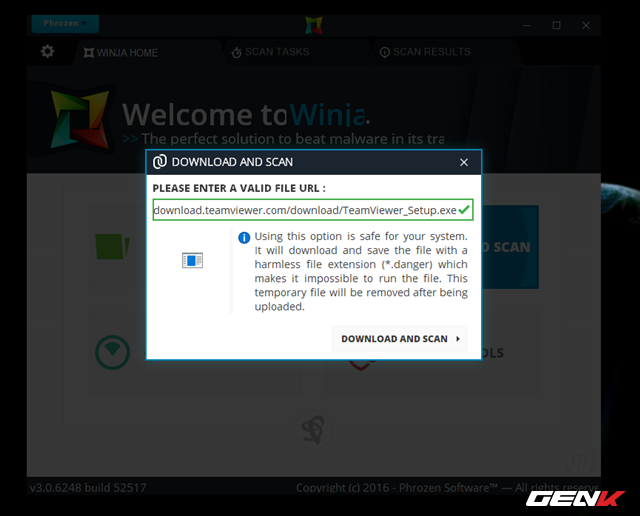 Phrozen
WINJA HOME
SCAN TASKS
SCAN RESULTS
Welcome to Winja.
>> The perfect solution to beat malware in its tra
DOWNLOAD AND SCAN
PLEASE ENTER A VALID FILE URL :
download.teamviewer.com/download/TeamViewer_Setup.exe
Using this option is safe for your system.
It will download and save the file with a
harmless file extension (*.danger) which
makes it impossible to run the file. This
temporary file will be removed after being
uploaded.
DOWNLOAD AND SCAN
D SCAN
OLS
v3.0.6248 build 52517
Copyright (c) 2016 - Phrozen Software™ — All rights reserve
GENK